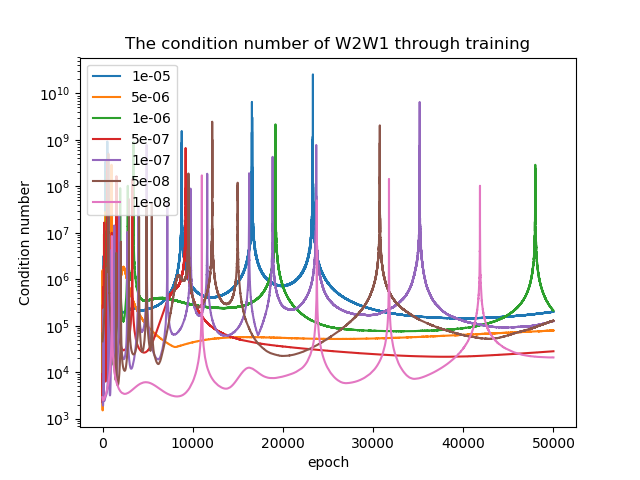 The condition number of W2W1 through training
Condition number
10^10
10^9
10^8
10^7
10^6
10^5
10^4
10^3
1e-05
5e-06
1e-06
5e-07
1e-07
5e-08
1e-08
0 10000 20000 30000 40000 50000
epoch